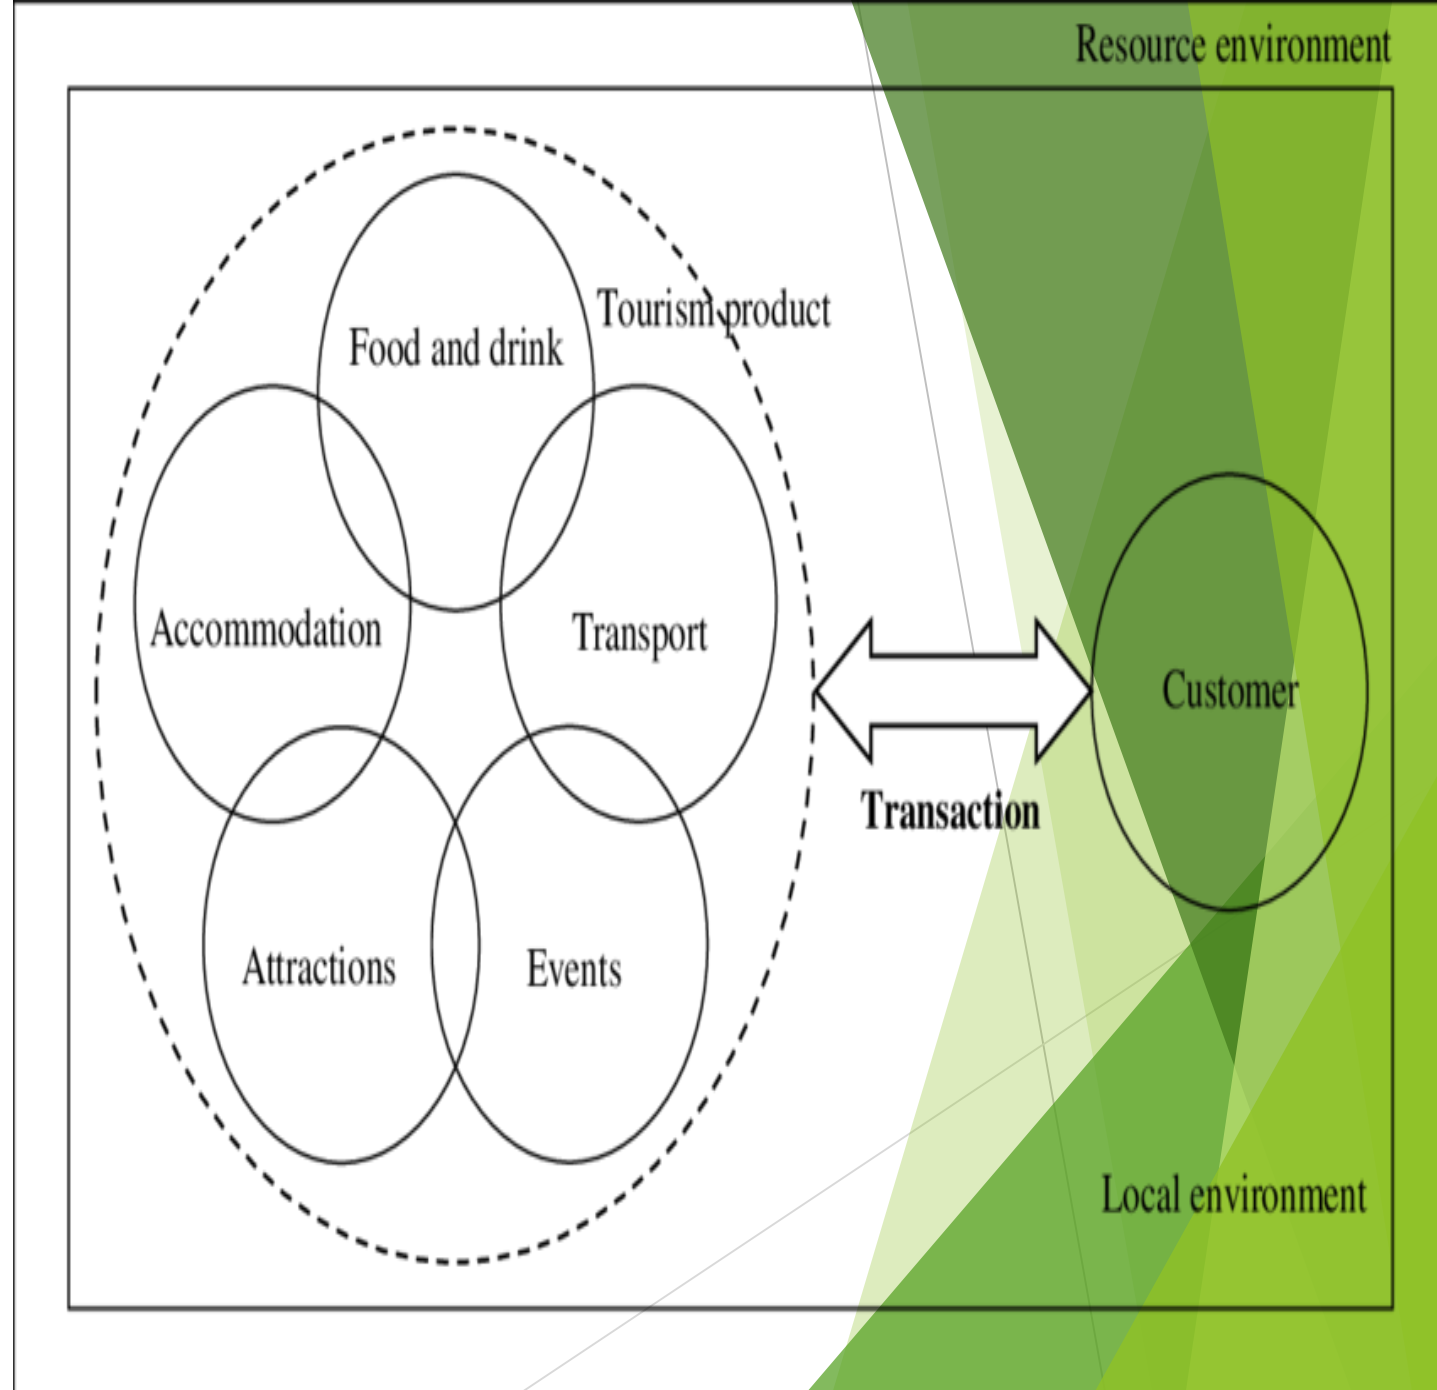 Resource environment
Tourism product
Food and drink
Accommodation
Transport
Customer
Transaction
Attractions
Events
Local environment